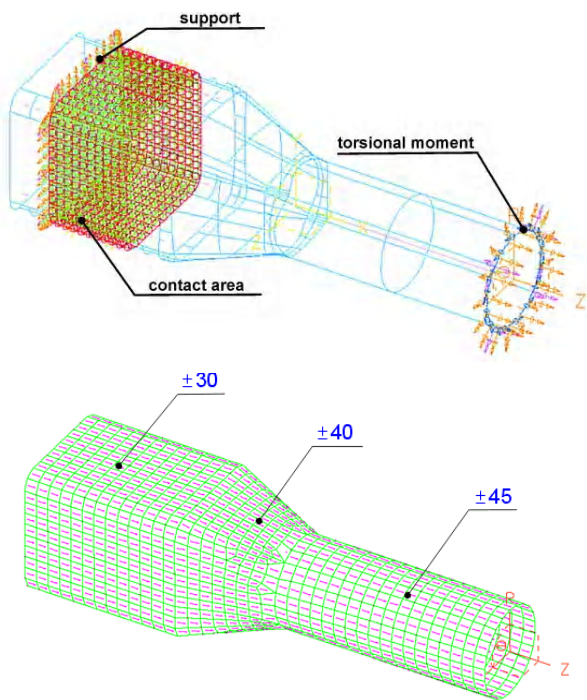 support
torsional moment
contact area
Z
±30
±40
±45
R
Z